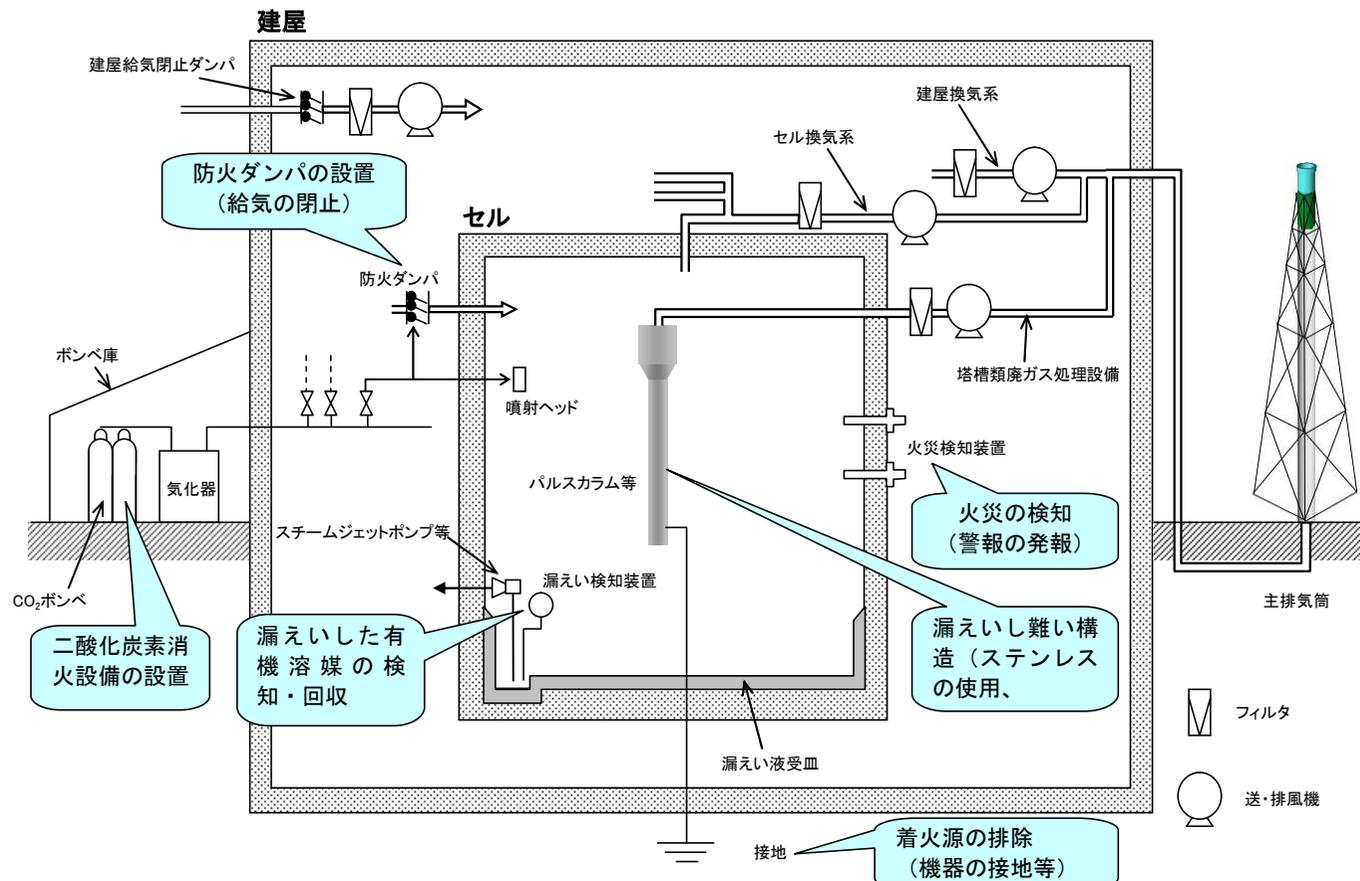 建屋
建屋給気閉止ダンパ
建屋換気系
セル換気系
防火ダンパの設置
（給気の閉止）
セル
防火ダンパ
ボンベ庫
塔槽類廃ガス処理設備
噴射ヘッド
火災検知装置
気化器
パルスカラム等
火災の検知
（警報の発報）
スチームジェットポンプ等
漏えい検知装置
CO₂ボンベ
主排気筒
二酸化炭素消
火設備の設置
漏えいした有
機溶媒の検
知・回収
漏えいし難い構
造（ステンレス
の使用、
フィルタ
漏えい液受皿
送・排風機
接地
着火源の排除
（機器の接地等）